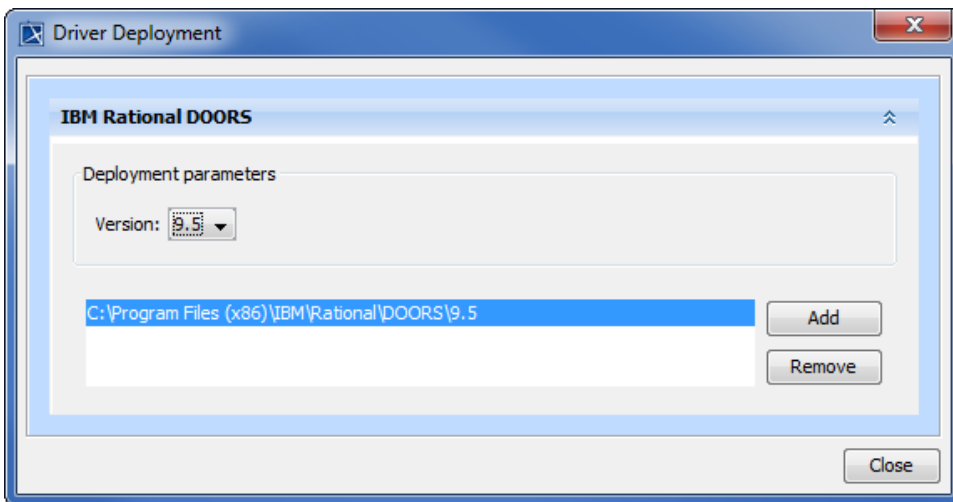 Driver Deployment
IBM Rational DOORS
Deployment parameters
Version: 9.5
C:\Program Files (x86)\IBM\Rational\DOORS\9.5
Add
Remove
Close